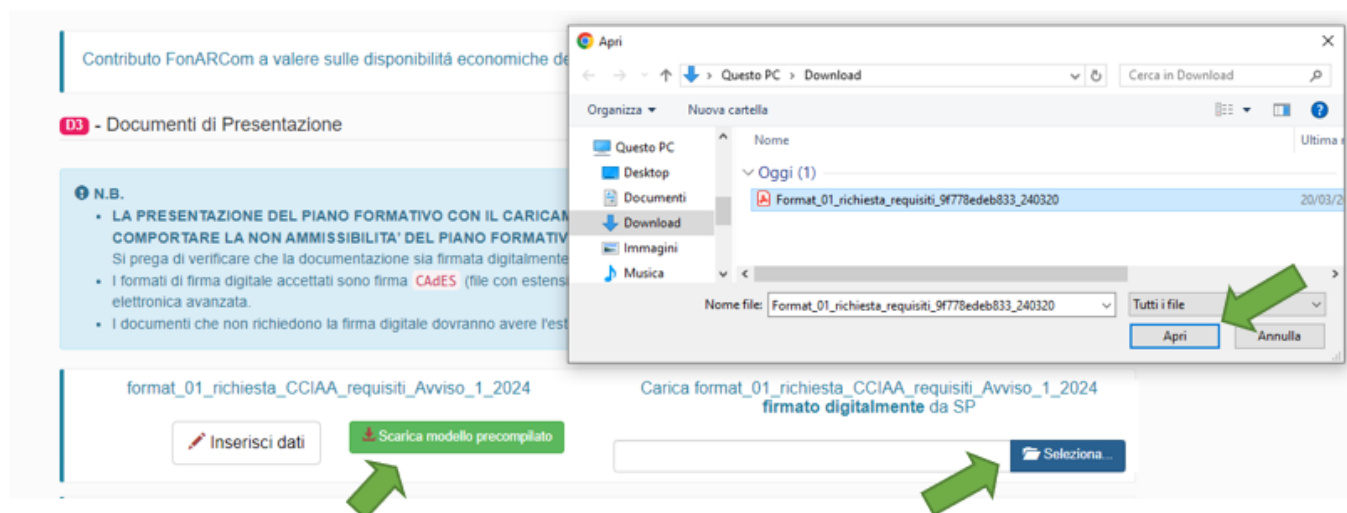 Contributo FonARCom a valere sulle disponibilitá economiche de
D3 - Documenti di Presentazione
N.B.
• LA PRESENTAZIONE DEL PIANO FORMATIVO CON IL CARICAM
COMPORTARE LA NON AMMISSIBILITA' DEL PIANO FORMATIV
Si prega di verificare che la documentazione sia firmata digitalmente
• I formati di firma digitale accettati sono firma CAdES (file con estensi
elettronica avanzata.
• I documenti che non richiedono la firma digitale dovranno avere l'est
Apri
Questo PC > Download
Cerca in Download
Organizza
Nuova cartella
Questo PC
Desktop
Documenti
Download
Immagini
Musica
Nome
Ultima
Oggi (1)
Format_01_richiesta_requisiti_9f778edeb833_240320
20/03/2
Nome file: Format_01_richiesta_requisiti_9f778edeb833_240320
Tutti i file
Apri
Annulla
format_01_richiesta_CCIAA_requisiti_Avviso_1_2024
Inserisci dati
Scarica modello precompilato
Carica format_01_richiesta_CCIAA_requisiti_Avviso_1_2024
firmato digitalmente da SP
Seleziona...